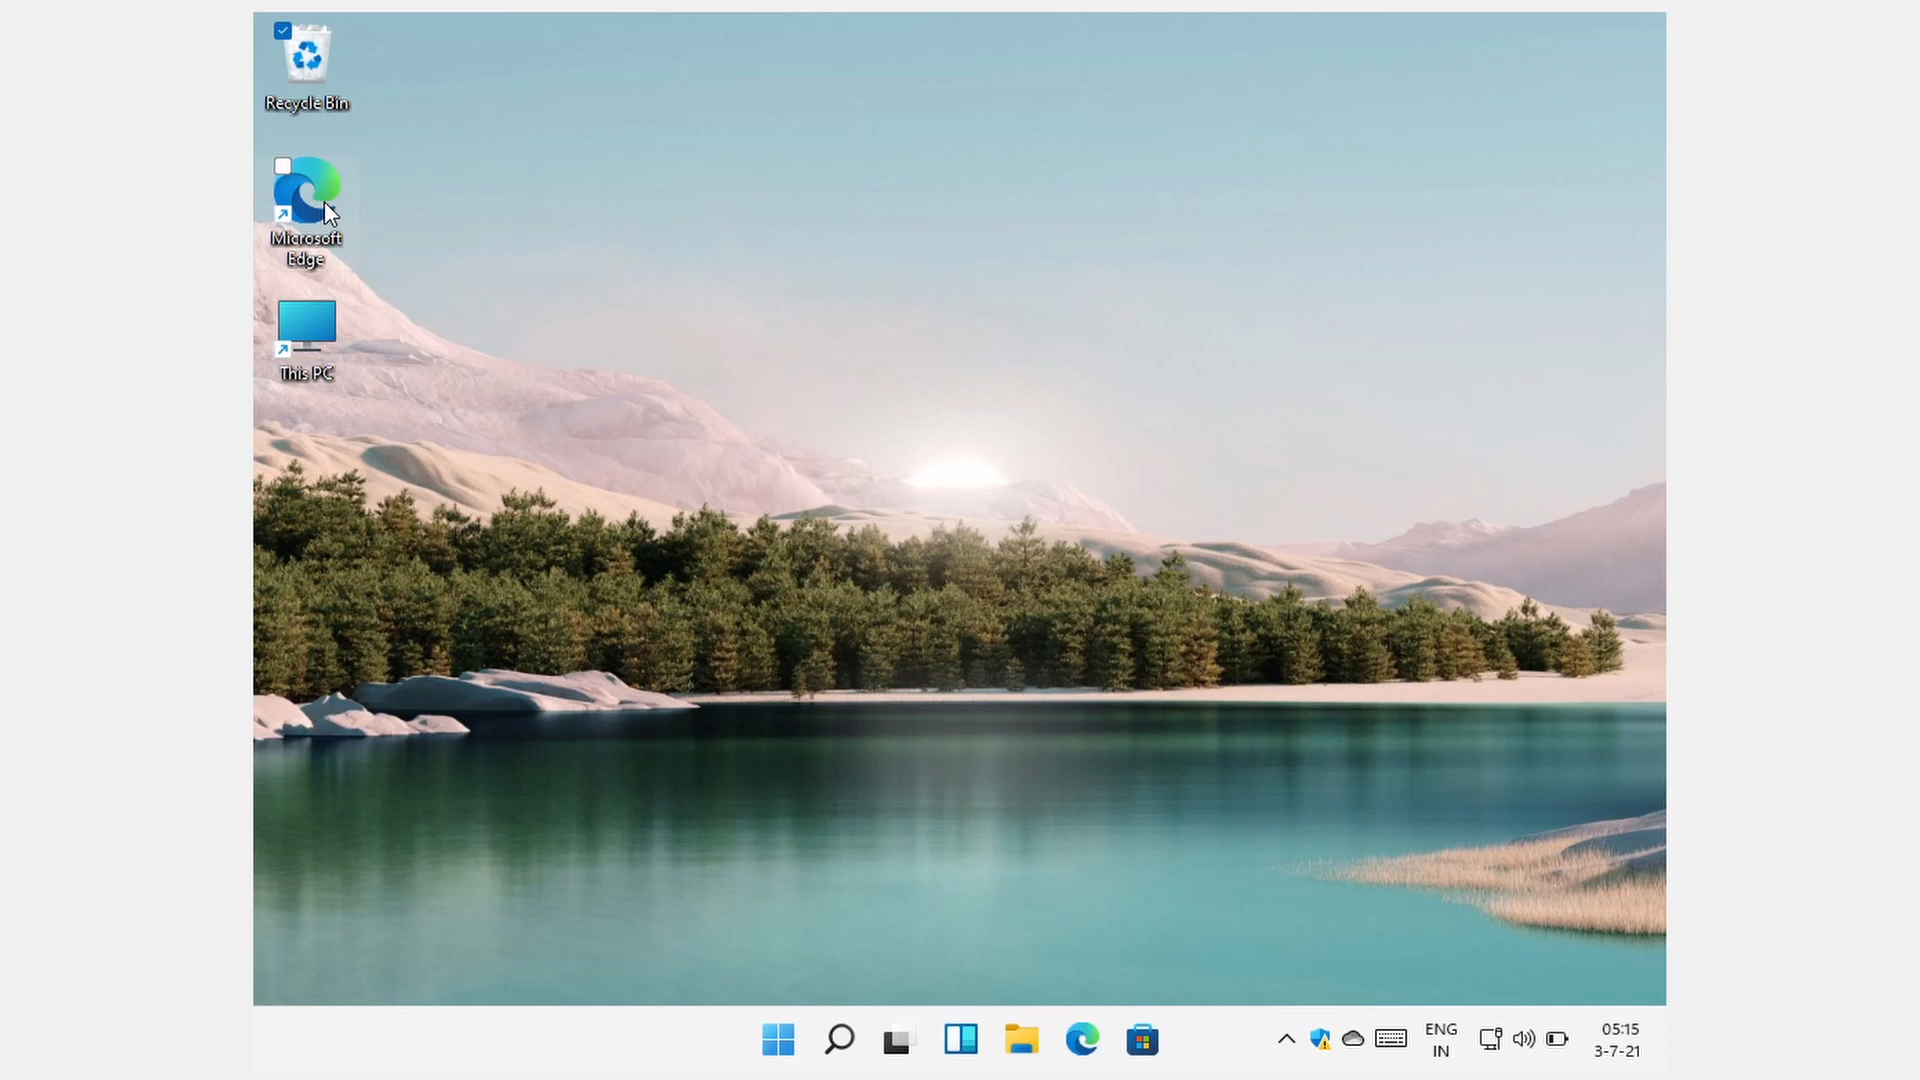 Recycle Bin
Microsoft
Edge
This PC
ENG
IN
05:15
3-7-21